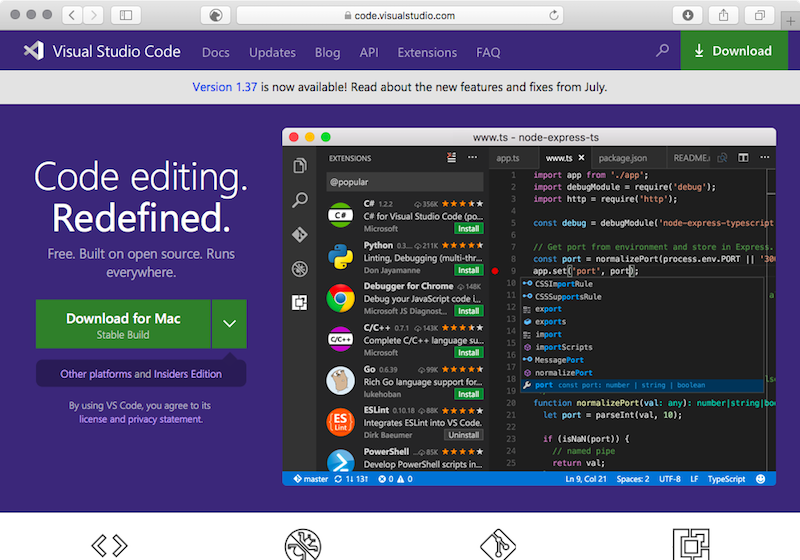 code.visualstudio.com
Visual Studio Code
Docs
Updates
Blog
API
Extensions
FAQ
Download
Version 1.37 is now available! Read about the new features and fixes from July.
Code editing.
Redefined.
Free. Built on open source. Runs
everywhere.
Download for Mac
Stable Build
Other platforms and Insiders Edition
By using VS Code, you agree to its
license and privacy statement.
www.ts - node-express-ts
EXTENSIONS
@popular
C# 1.2.2 356K
C# for Visual Studio Code (po...
Microsoft
Install
Python 0.3... 211K
Linting, Debugging (multi-thr...
Don Jayamanne
Install
Debugger for Chrome 148K
Debug your JavaScript code i...
Microsoft JS Diagnost...
Install
C/C++ 0.7.1 143K
Complete C/C++ language su...
Microsoft
Install
Go 0.6.39 99K
Rich Go language support for...
lukehoban
Install
ESLint 0.10.18 88K
Integrates ESLint into VS Code.
Dirk Baeumer
Uninstall
PowerShell ... 85K
Develop PowerShell scripts in...
app.ts
www.ts
package.json
README.
1 import app from './app';
2 import debugModule = require('debug');
3 import http = require('http');
4
5 const debug = debugModule('node-express-typescript
6
7 // Get port from environment and store in Express.
8 const port = normalizePort(process.env.PORT || '300
9 app.set('port', port);
CSSImportRule
CSSSupportsRule
export
exports
import
importScripts
MessagePort
normalizePort
port const port: number | string | boolean
function normalizePort(val: any): number|string|boo
21 let port = parseInt(val, 10);
22
23 if (isNaN(port)) {
24 // named pipe
25 return val;
master
1↓ 13↑
0
0
Ln 9, Col 21
Spaces: 2
UTF-8
LF
TypeScript